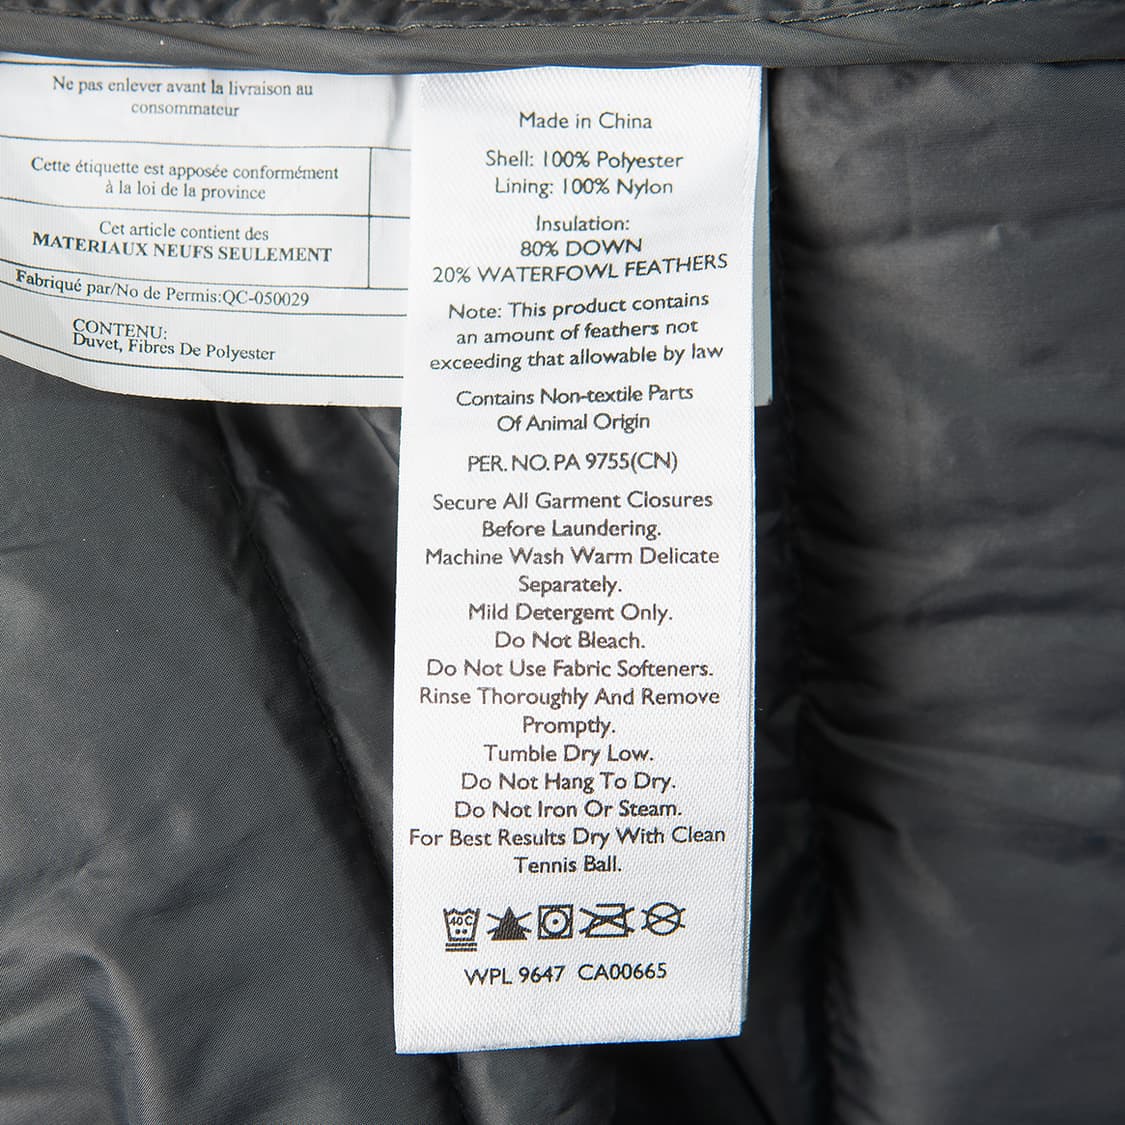 Ne pas enlever avant la livraison au
consommateur
Cette étiquette est apposée conformément
à la loi de la province
Cet article contient des
MATERIAUX NEUFS SEULEMENT
Fabriqué par/No de Permis:QC-050029
CONTENU:
Duvet, Fibres De Polyester
Made in China
Shell: 100% Polyester
Lining: 100% Nylon
Insulation:
80% DOWN
20% WATERFOWL FEATHERS
Note: This product contains
an amount of feathers not
exceeding that allowable by law
Contains Non-textile Parts
Of Animal Origin
PER. NO. PA 9755(CN)
Secure All Garment Closures
Before Laundering.
Machine Wash Warm Delicate
Separately.
Mild Detergent Only.
Do Not Bleach.
Do Not Use Fabric Softeners.
Rinse Thoroughly And Remove
Promptly.
Tumble Dry Low.
Do Not Hang To Dry.
Do Not Iron Or Steam.
For Best Results Dry With Clean
Tennis Ball.
40C
WPL 9647 CA00665